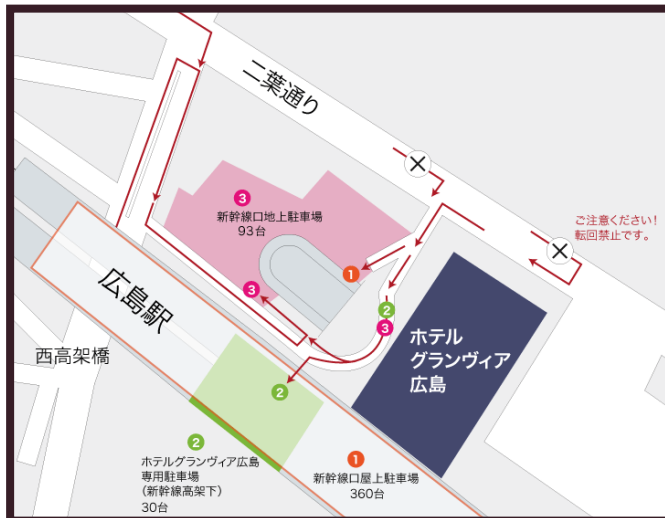 二葉通り
ご注意ください!
転回禁止です。
3
新幹線口地上駐車場
93台
1
3
2
3
広島駅
ホテル
グランヴィア
広島
西高架橋
2
2
ホテルグランヴィア広島
専用駐車場
(新幹線高架下)
30台
1
新幹線口屋上駐車場
360台